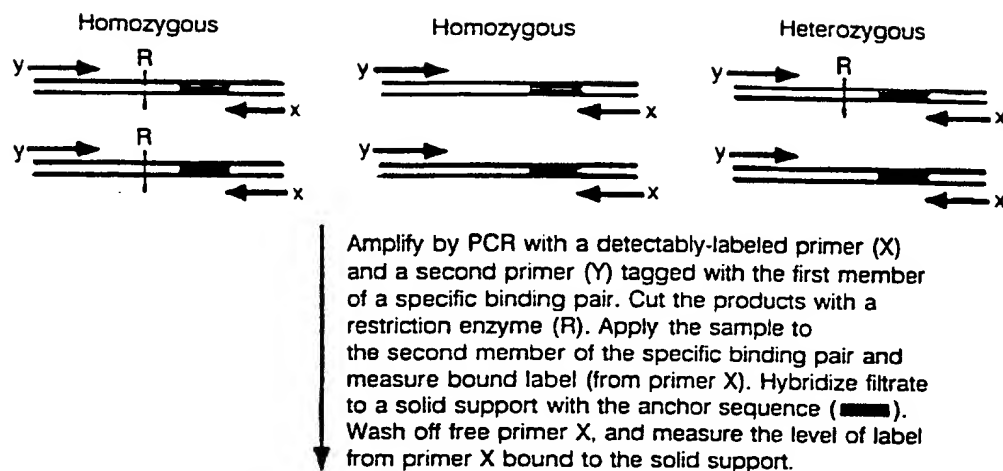 Homozygous Homozygous Heterozygous
y R y y R
x x x
y R y y
x x x
Amplify by PCR with a detectably-labeled primer (X)
and a second primer (Y) tagged with the first member
of a specific binding pair. Cut the products with a
restriction enzyme (R). Apply the sample to
the second member of the specific binding pair and
measure bound label (from primer X). Hybridize filtrate
to a solid support with the anchor sequence ( ).
Wash off free primer X, and measure the level of label
from primer X bound to the solid support.